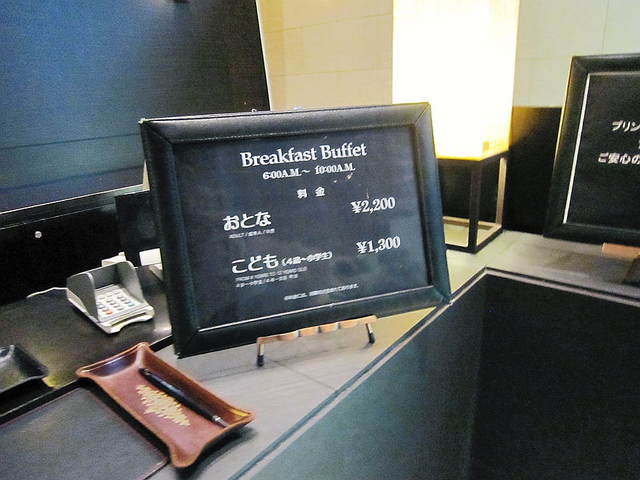 Breakfast Buffet
6:00A.M.～10:00A.M.
料金
おとな ¥2,200
こども（4歳～小学生） ¥1,300
プリン
ご安心の